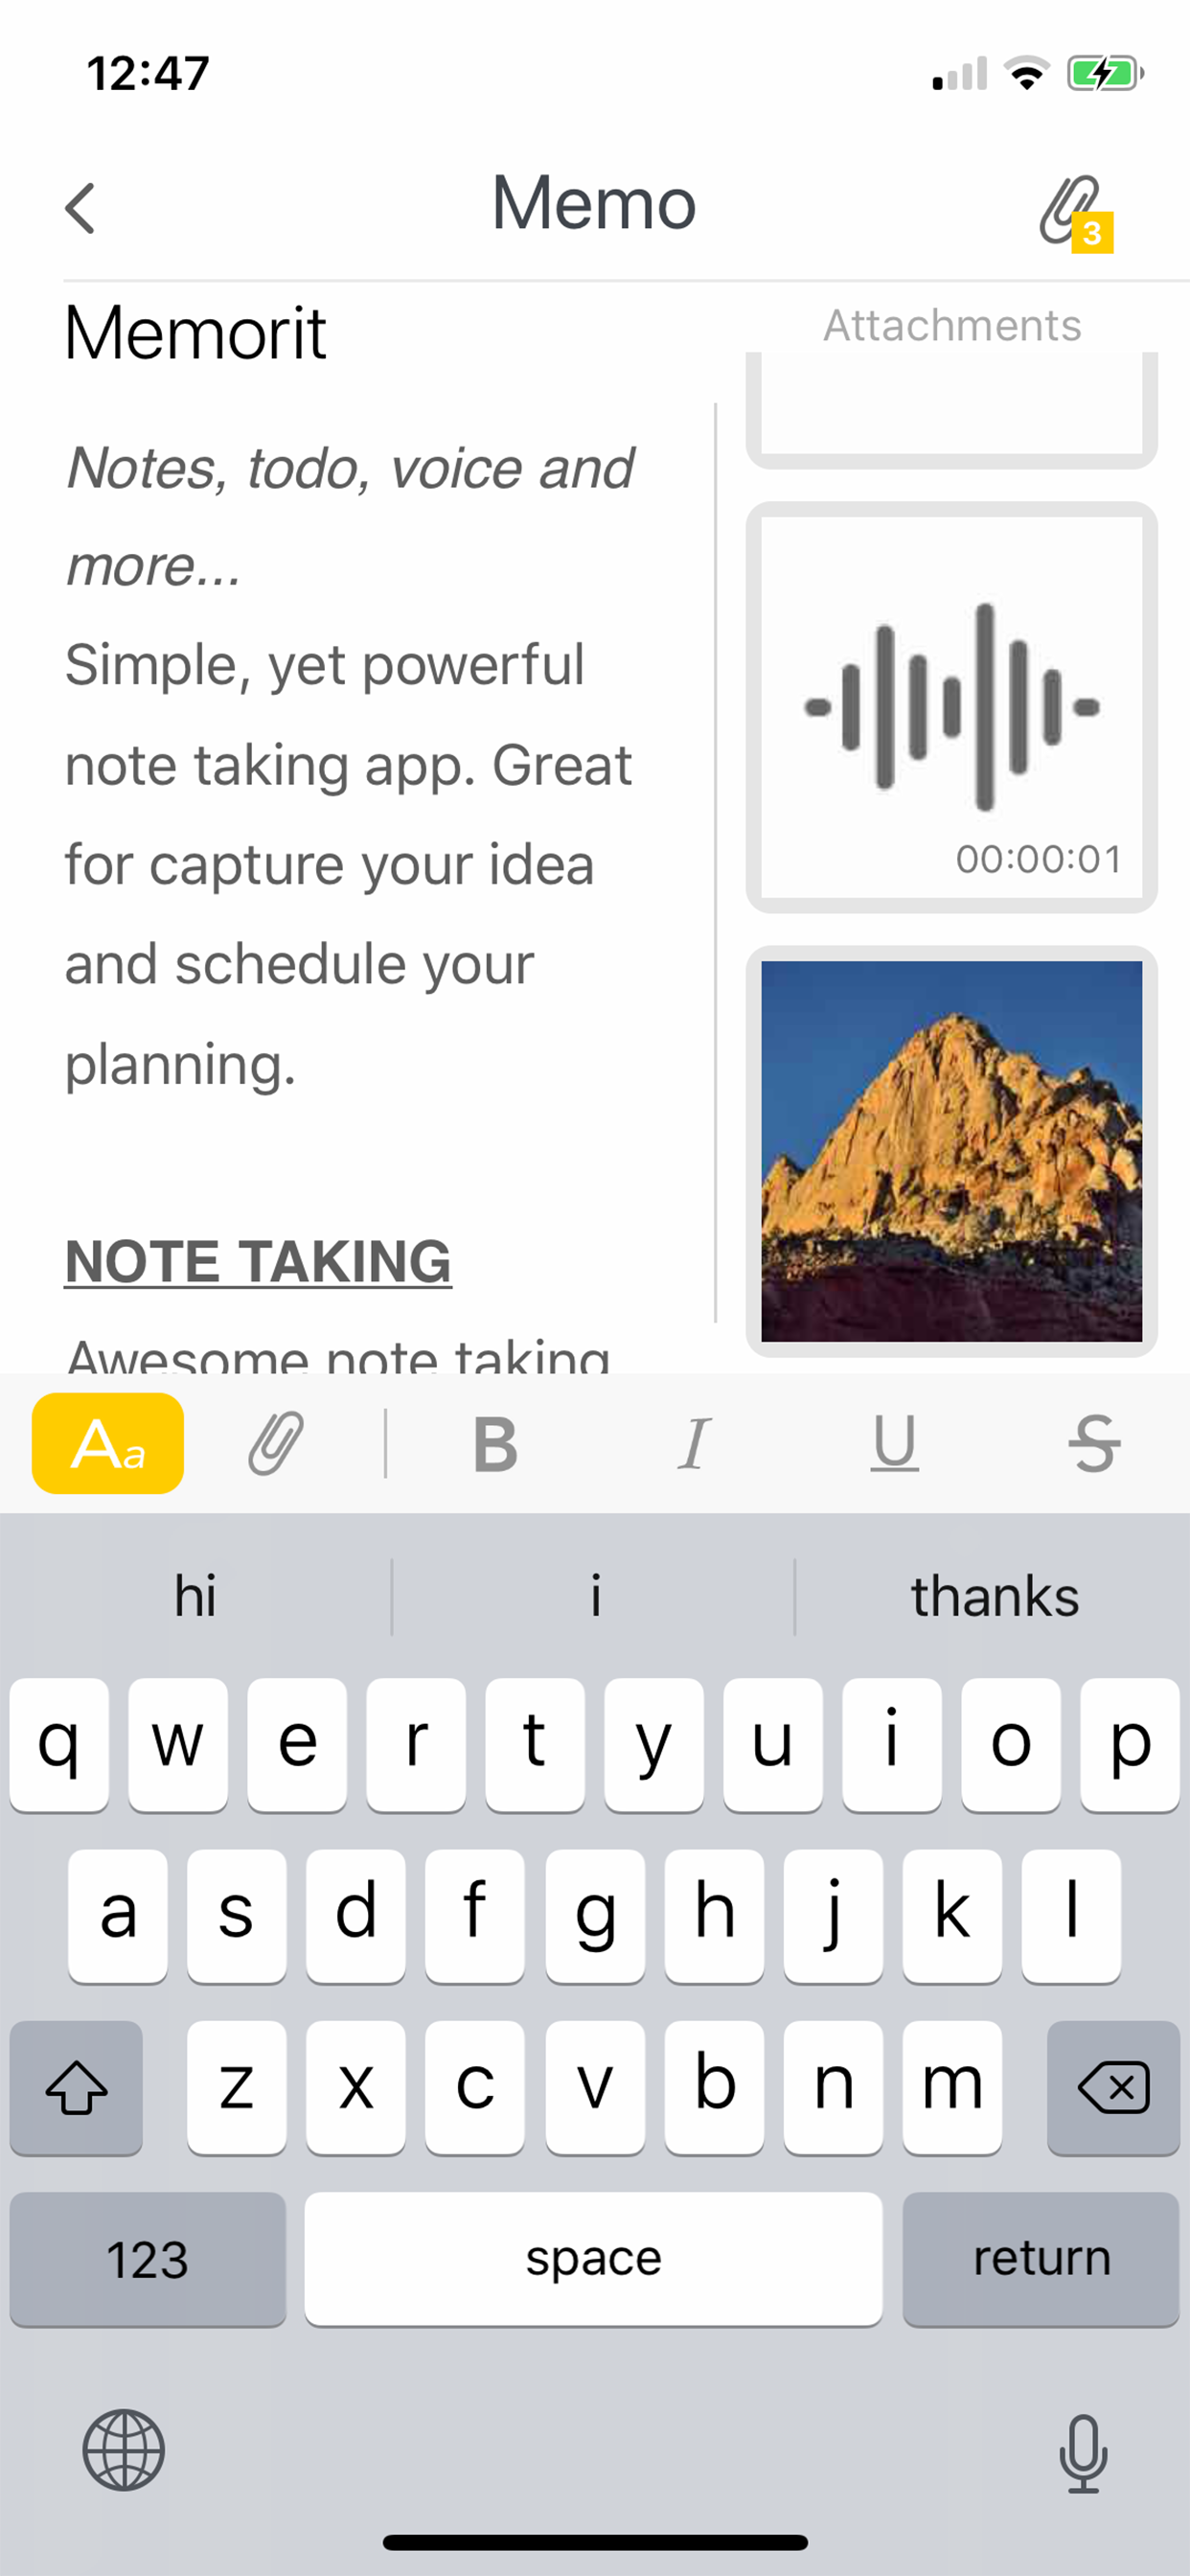 12:47
Memo
3
Memorit
Attachments
Notes, todo, voice and
more...
Simple, yet powerful
note taking app. Great
for capture your idea
and schedule your
planning.
00:00:01
NOTE TAKING
Awesome note taking
Aa B I U S
hi i thanks
q w e r t y u i o p
a s d f g h j k l
z x c v b n m
123 space return